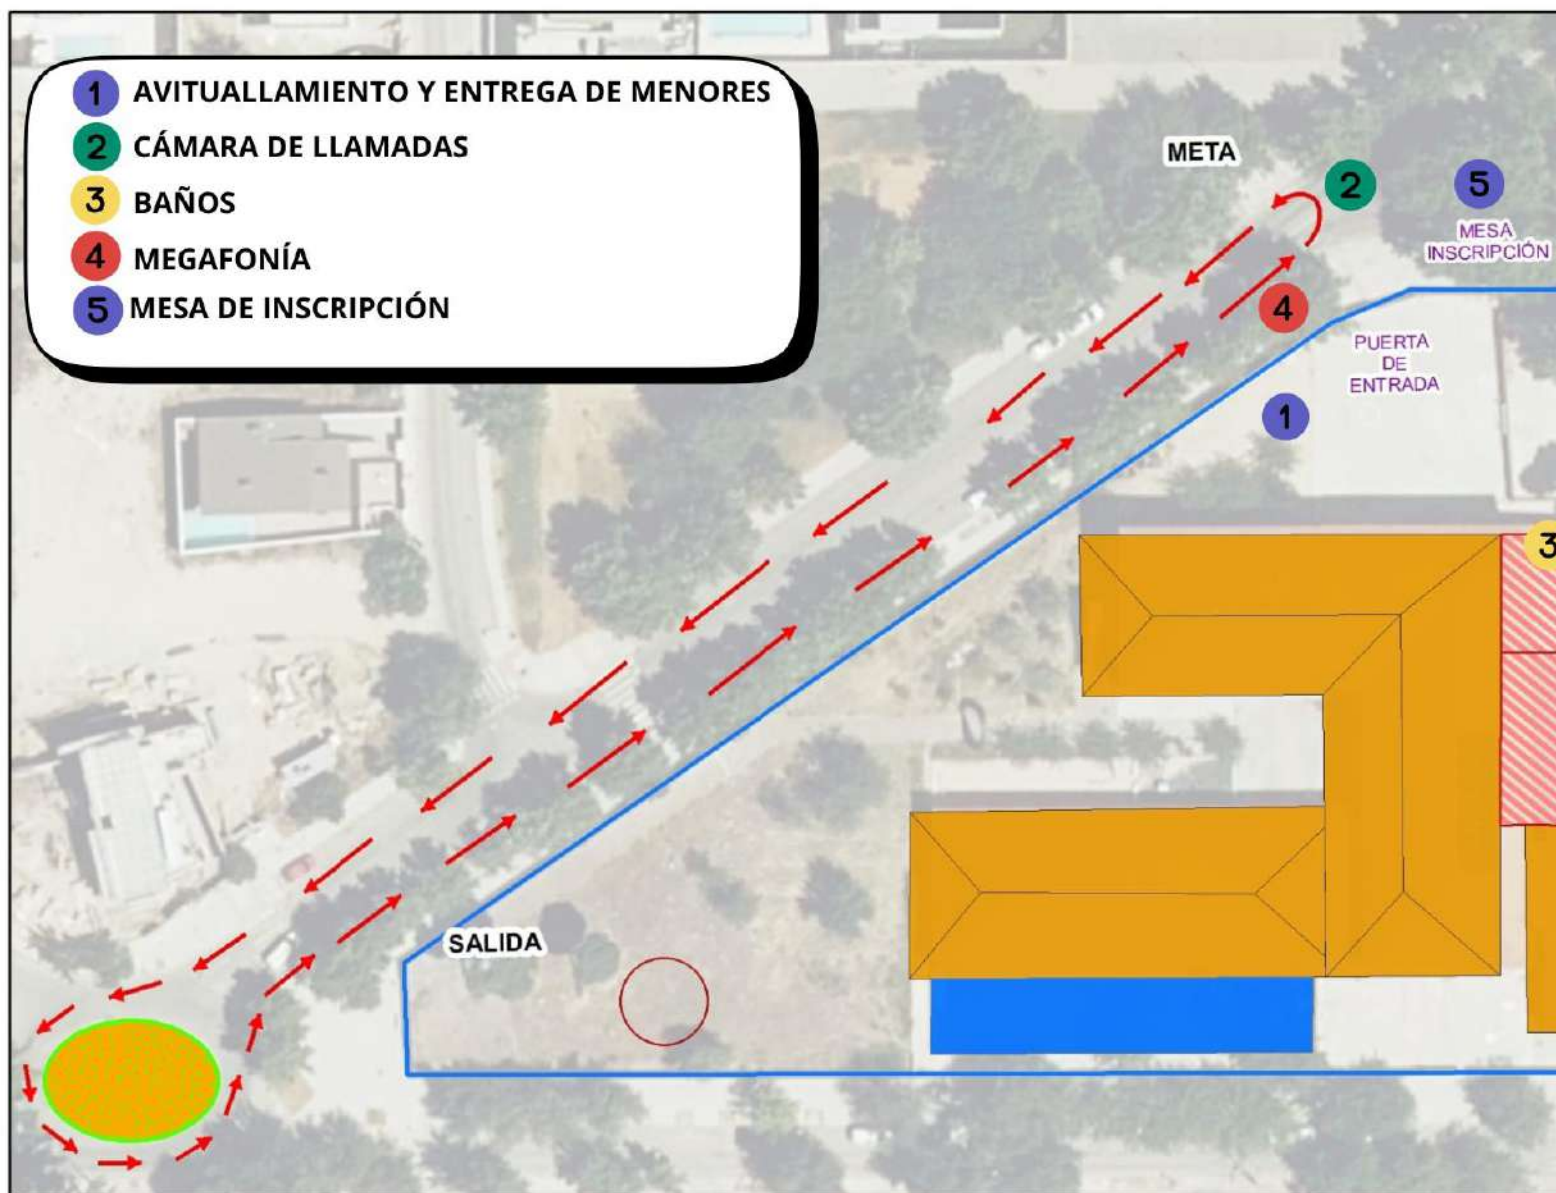 1 AVITUALLAMIENTO Y ENTREGA DE MENORES
2 CÁMARA DE LLAMADAS
3 BAÑOS
4 MEGAFONÍA
5 MESA DE INSCRIPCIÓN
META
2
5
MESA
INSCRIPCIÓN
4
PUERTA
DE
ENTRADA
1
3
SALIDA